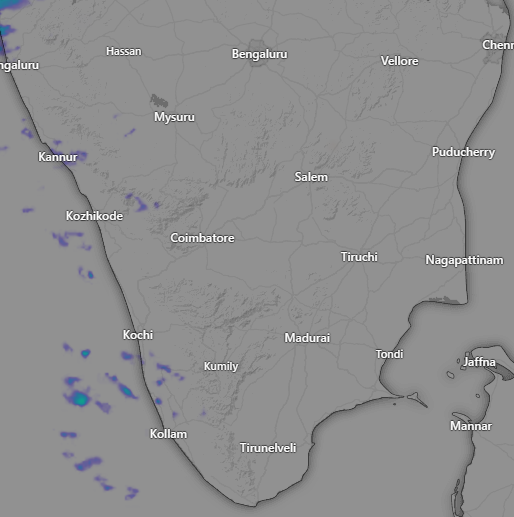 Hassan
Bengaluru
Chenn
ngaluru
Vellore
Mysuru
Kannur
Puducherry
Salem
Kozhikode
Coimbatore
Tiruchi
Nagapattinam
Kochi
Madurai
Tondi
Jaffna
Kumily
Mannar
Kollam
Tirunelveli